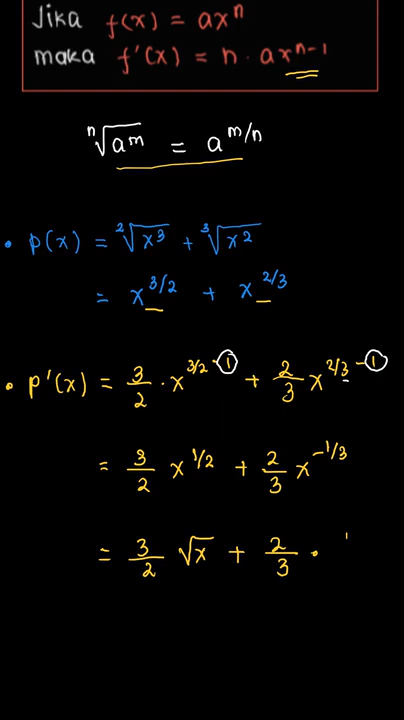 Jika f(x) = axⁿ
maka f'(x) = n · axⁿ⁻¹
ⁿ√aᵐ = a^(m/n)
• p(x) = ²√x³ + ³√x²
= x^(3/2) + x^(2/3)
• p'(x) = 3/2 · x^(3/2 - 1) + 2/3 x^(2/3 - 1)
= 3/2 x^(1/2) + 2/3 x^(-1/3)
= 3/2 √x + 2/3 ·